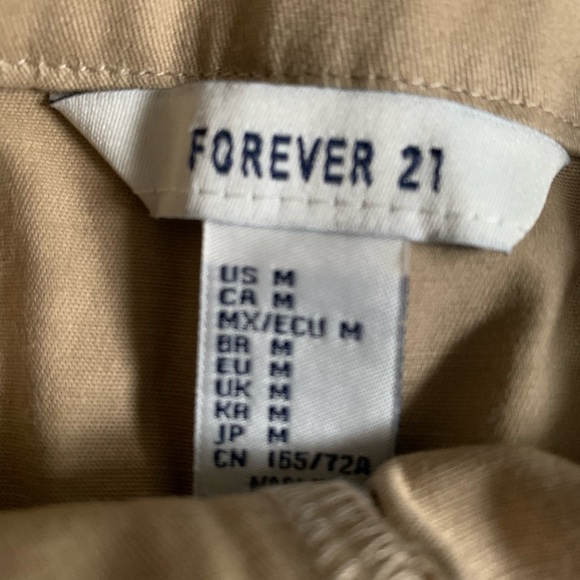 FOREVER 21
US M
CA M
MX/ECU M
BR M
EU M
UK M
KR M
JP M
CN 165/72A